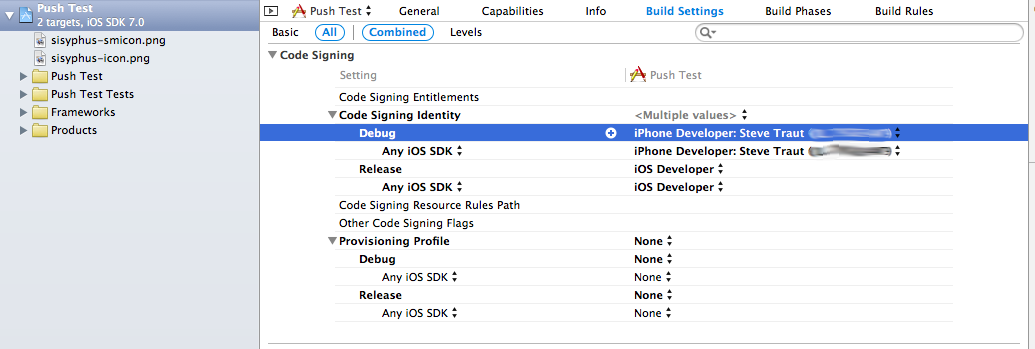 Push Test
2 targets, iOS SDK 7.0
sisyphus-smicon.png
sisyphus-icon.png
Push Test
Push Test Tests
Frameworks
Products
Push Test General Capabilities Info Build Settings Build Phases Build Rules
Basic All Combined Levels
Code Signing
Setting Push Test
Code Signing Entitlements
Code Signing Identity <Multiple values>
Debug iPhone Developer: Steve Traut
Any iOS SDK iPhone Developer: Steve Traut
Release iOS Developer
Any iOS SDK iOS Developer
Code Signing Resource Rules Path
Other Code Signing Flags
Provisioning Profile None
Debug None
Any iOS SDK None
Release None
Any iOS SDK None